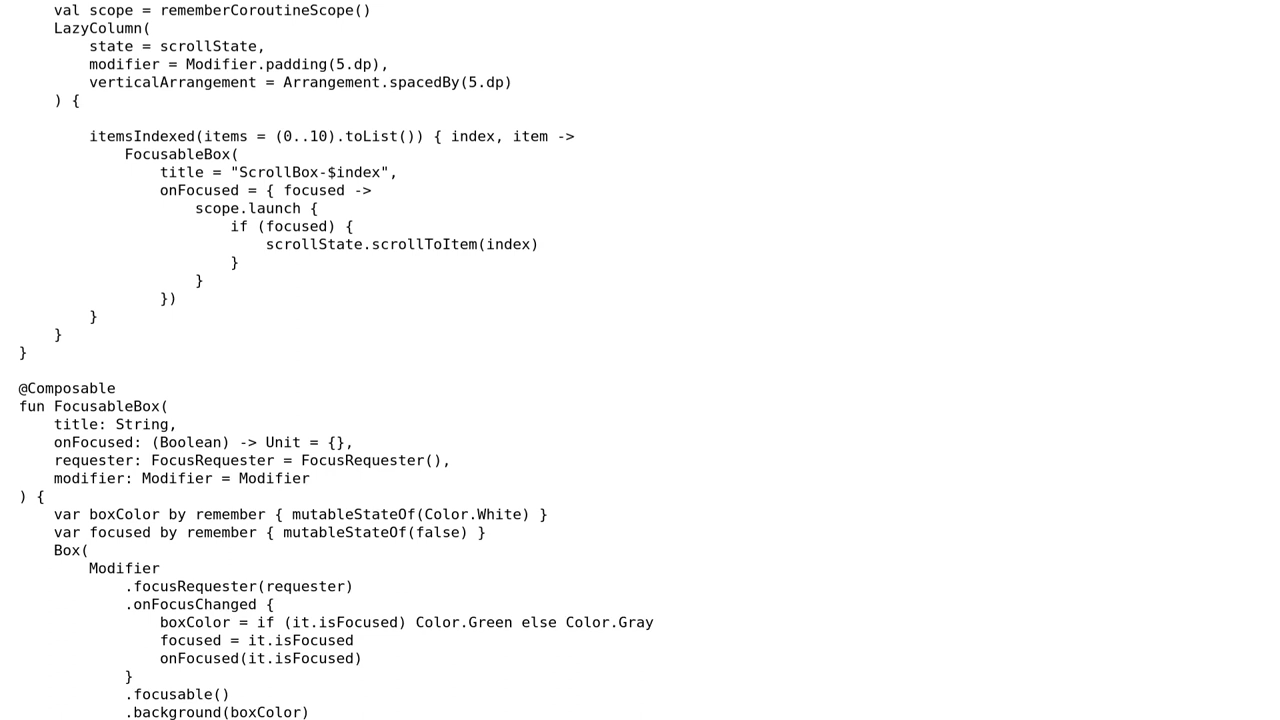 val scope = rememberCoroutineScope()
    LazyColumn(
        state = scrollState,
        modifier = Modifier.padding(5.dp),
        verticalArrangement = Arrangement.spacedBy(5.dp)
    ) {

        itemsIndexed(items = (0..10).toList()) { index, item ->
            FocusableBox(
                title = "ScrollBox-$index",
                onFocused = { focused ->
                    scope.launch {
                        if (focused) {
                            scrollState.scrollToItem(index)
                        }
                    }
                })
        }
    }
}

@Composable
fun FocusableBox(
    title: String,
    onFocused: (Boolean) -> Unit = {},
    requester: FocusRequester = FocusRequester(),
    modifier: Modifier = Modifier
) {
    var boxColor by remember { mutableStateOf(Color.White) }
    var focused by remember { mutableStateOf(false) }
    Box(
        Modifier
            .focusRequester(requester)
            .onFocusChanged {
                boxColor = if (it.isFocused) Color.Green else Color.Gray
                focused = it.isFocused
                onFocused(it.isFocused)
            }
            .focusable()
            .background(boxColor)